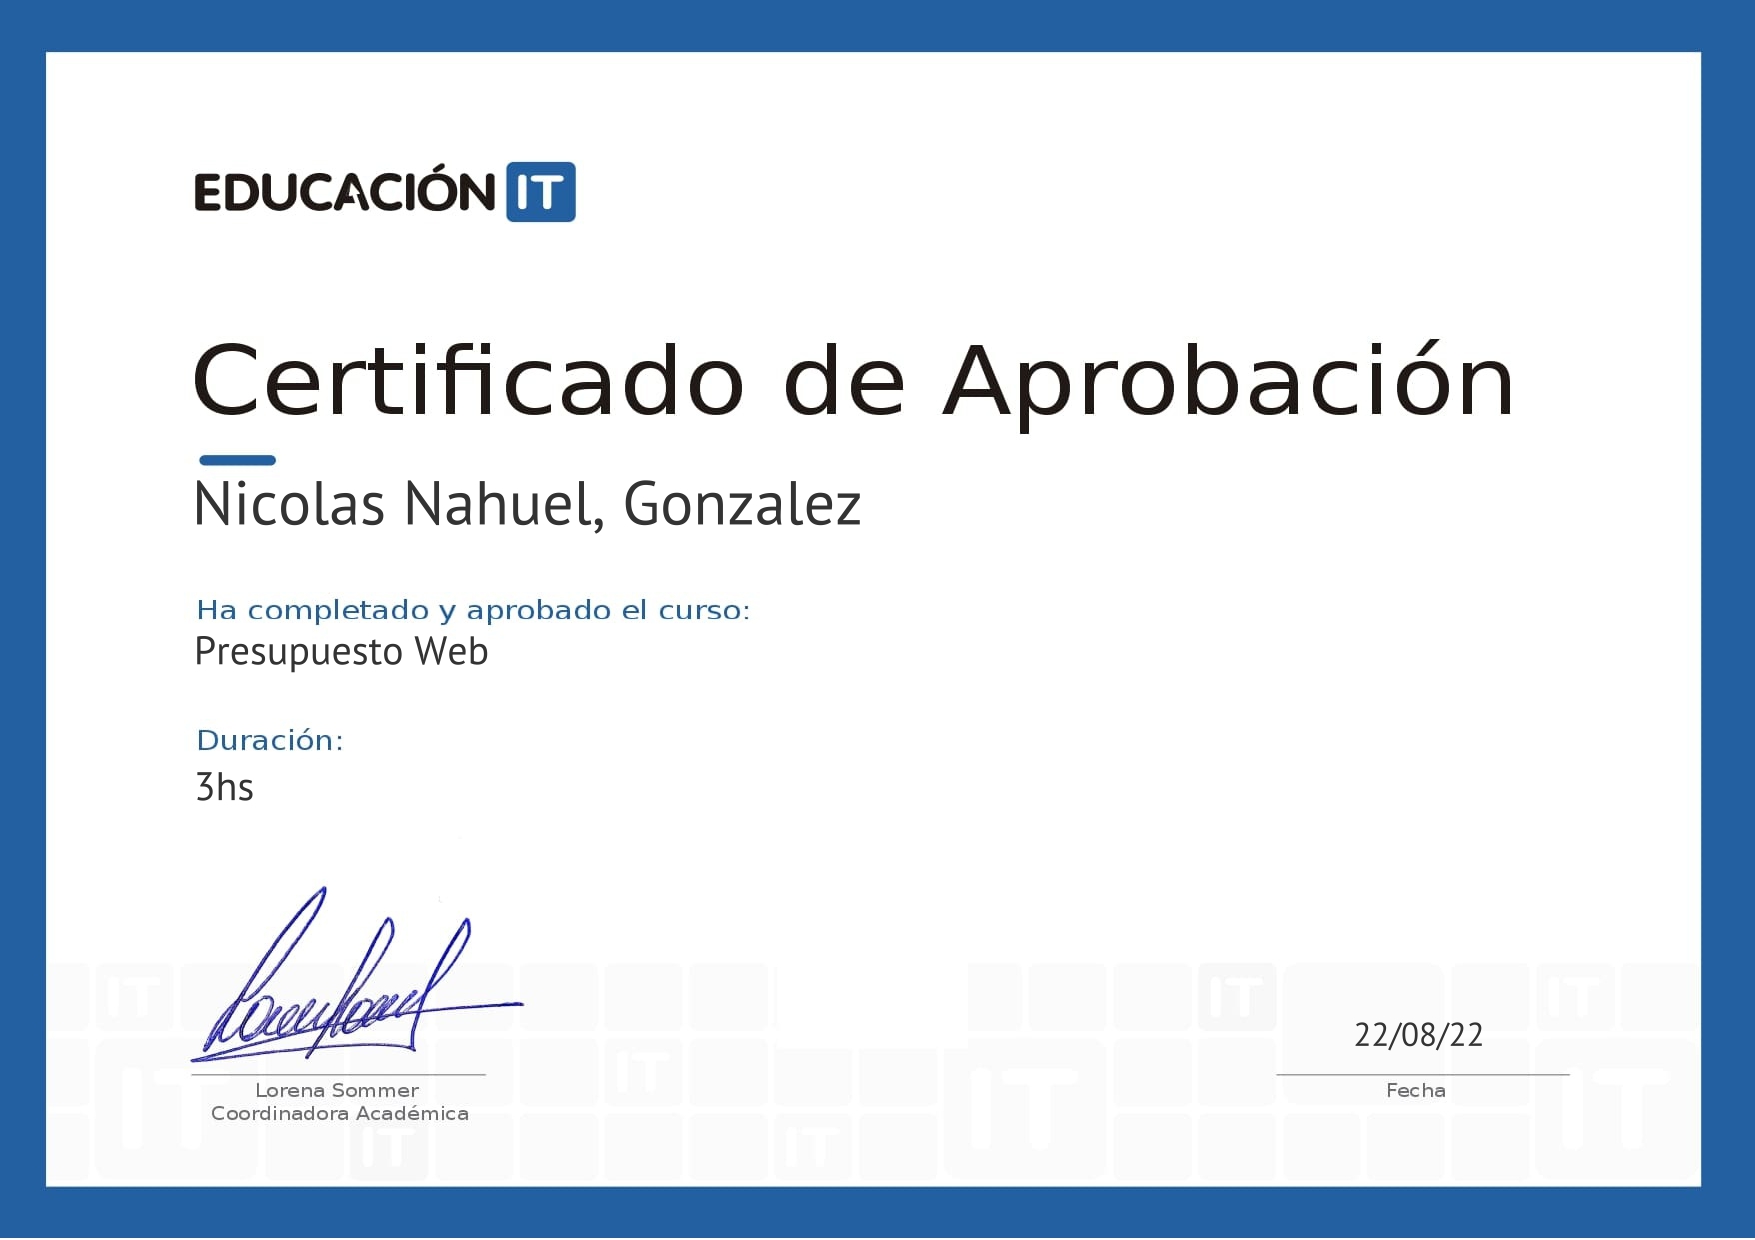 EDUCACIÓN IT
Certificado de Aprobación
Nicolas Nahuel, Gonzalez
Ha completado y aprobado el curso:
Presupuesto Web
Duración:
3hs
22/08/22
Lorena Sommer
Coordinadora Académica
Fecha